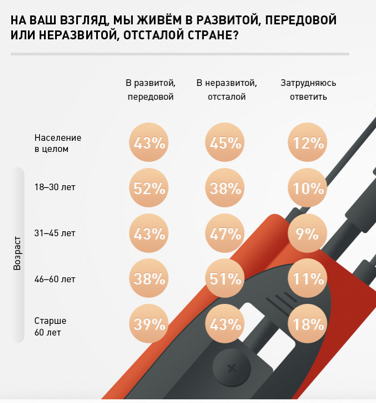 НА ВАШ ВЗГЛЯД, МЫ ЖИВЁМ В РАЗВИТОЙ, ПЕРЕДОВОЙ
ИЛИ НЕРАЗВИТОЙ, ОТСТАЛОЙ СТРАНЕ?
В развитой, В неразвитой, Затрудняюсь
передовой отсталой ответить
Население
в целом 43% 45% 12%
18–30 лет 52% 38% 10%
31–45 лет 43% 47% 9%
Возраст
46–60 лет 38% 51% 11%
Старше
60 лет 39% 43% 18%